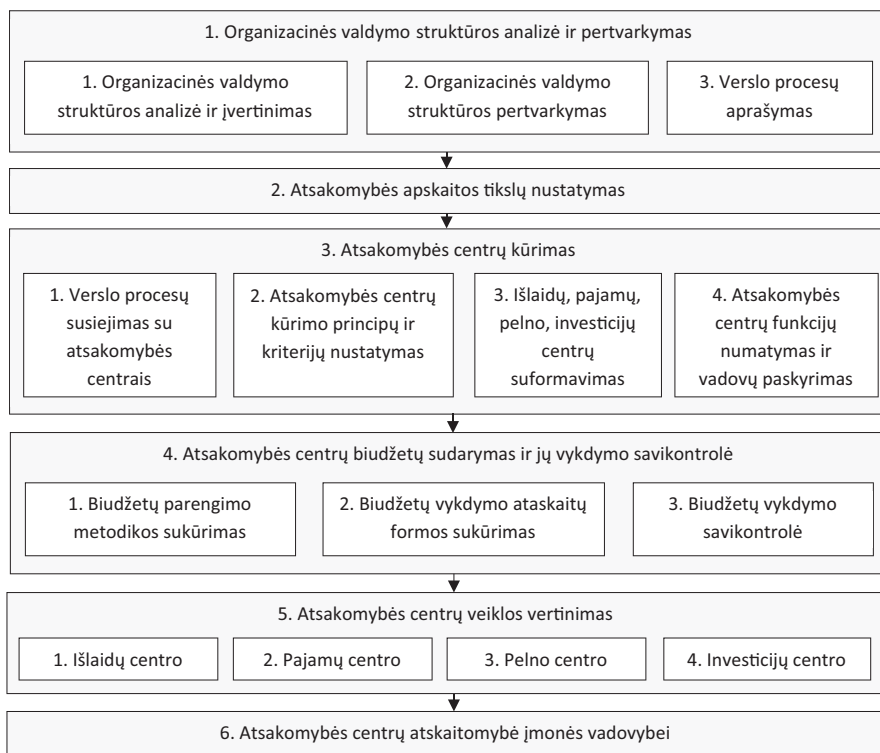 1. Organizacinės valdymo struktūros analizė ir pertvarkymas
1. Organizacinės valdymo
struktūros analizė ir įvertinimas
2. Organizacinės valdymo
struktūros pertvarkymas
3. Verslo procesų
aprašymas
2. Atsakomybės apskaitos tikslų nustatymas
3. Atsakomybės centrų kūrimas
1. Verslo procesų
susiejimas su
atsakomybės
centrais
2. Atsakomybės centrų
kūrimo principų ir
kriterijų nustatymas
3. Išlaidų, pajamų,
pelno, investicijų
centrų
suformavimas
4. Atsakomybės
centrų funkcijų
numatymas ir
vadovų paskyrimas
4. Atsakomybės centrų biudžetų sudarymas ir jų vykdymo savikontrolė
1. Biudžetų parengimo
metodikos sukūrimas
2. Biudžetų vykdymo ataskaitų
formos sukūrimas
3. Biudžetų vykdymo
savikontrolė
5. Atsakomybės centrų veiklos vertinimas
1. Išlaidų centro
2. Pajamų centro
3. Pelno centro
4. Investicijų centro
6. Atsakomybės centrų atskaitomybė įmonės vadovybei